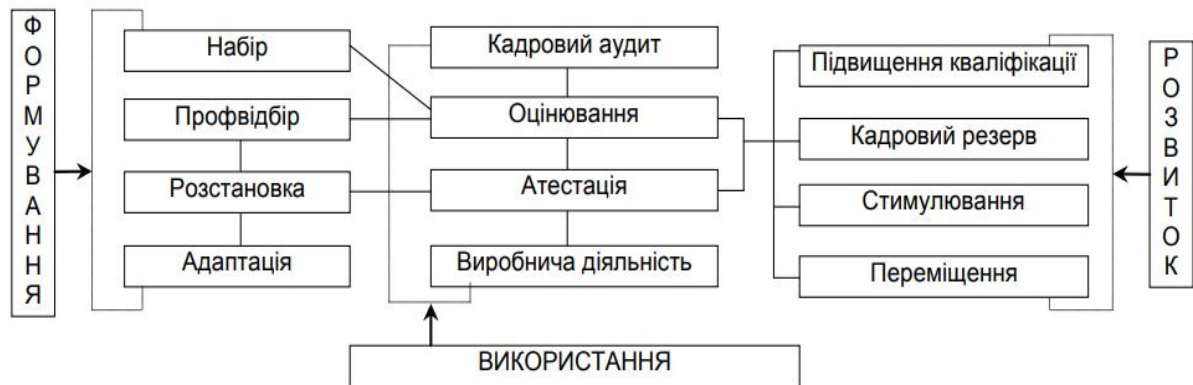 ФОРМУВАННЯ
Набір
Профвідбір
Розстановка
Адаптація
Кадровий аудит
Оцінювання
Атестація
Виробнича діяльність
Підвищення кваліфікації
Кадровий резерв
Стимулювання
Переміщення
РОЗВИТОК
ВИКОРИСТАННЯ